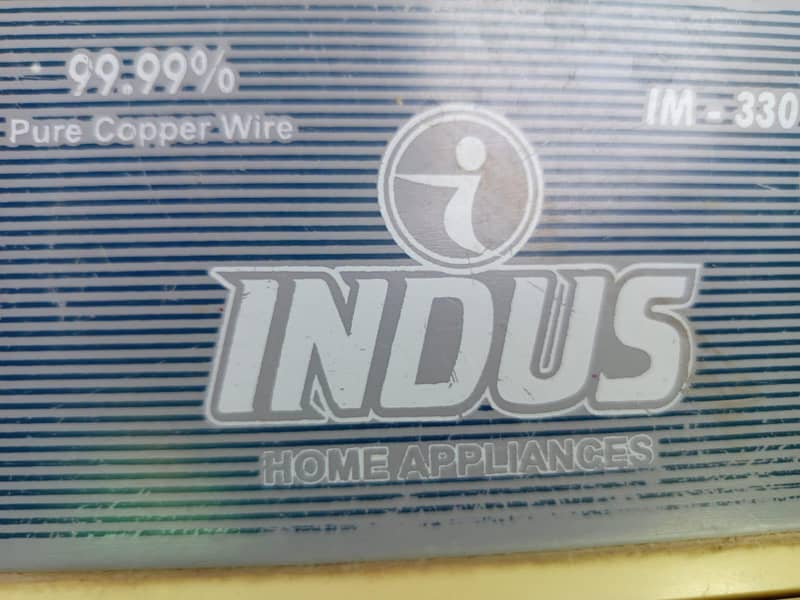 99.99%
Pure Copper Wire
IM - 330
INDUS
HOME APPLIANCES